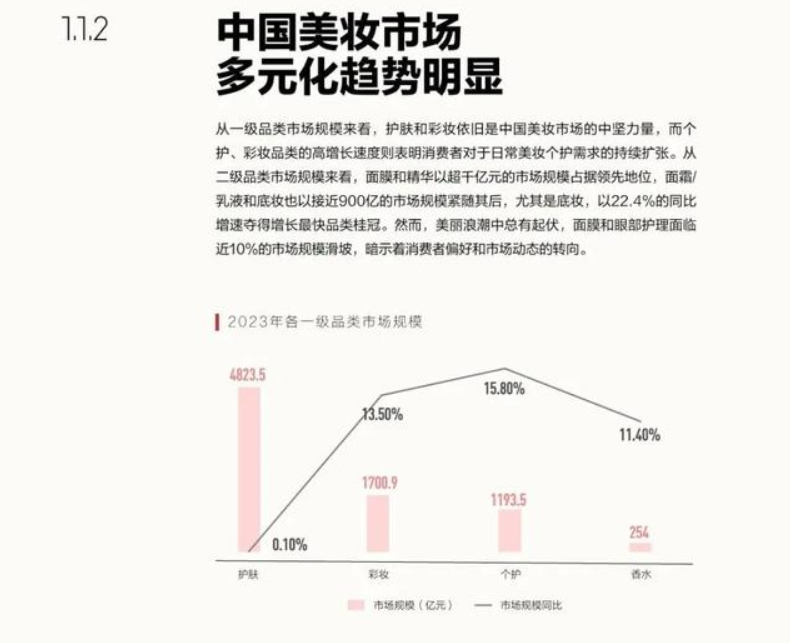 1.1.2
中国美妆市场
多元化趋势明显
从一级品类市场规模来看，护肤和彩妆依旧是中国美妆市场的中坚力量，而个
护、彩妆品类的高增长速度则表明消费者对于日常美妆个护需求的持续扩张。从
二级品类市场规模来看，面膜和精华以超千亿元的市场规模占据领先地位，面霜/
乳液和底妆也以接近900亿的市场规模紧随其后，尤其是底妆，以22.4%的同比
增速夺得增长最快品类桂冠。然而，美丽浪潮中总有起伏，面膜和眼部护理面临
近10%的市场规模滑坡，暗示着消费者偏好和市场动态的转向。
2023年各一级品类市场规模
4823.5
15.80%
13.50%
11.40%
1700.9
1193.5
254
0.10%
护肤 彩妆 个护 香水
市场规模（亿元） 市场规模同比